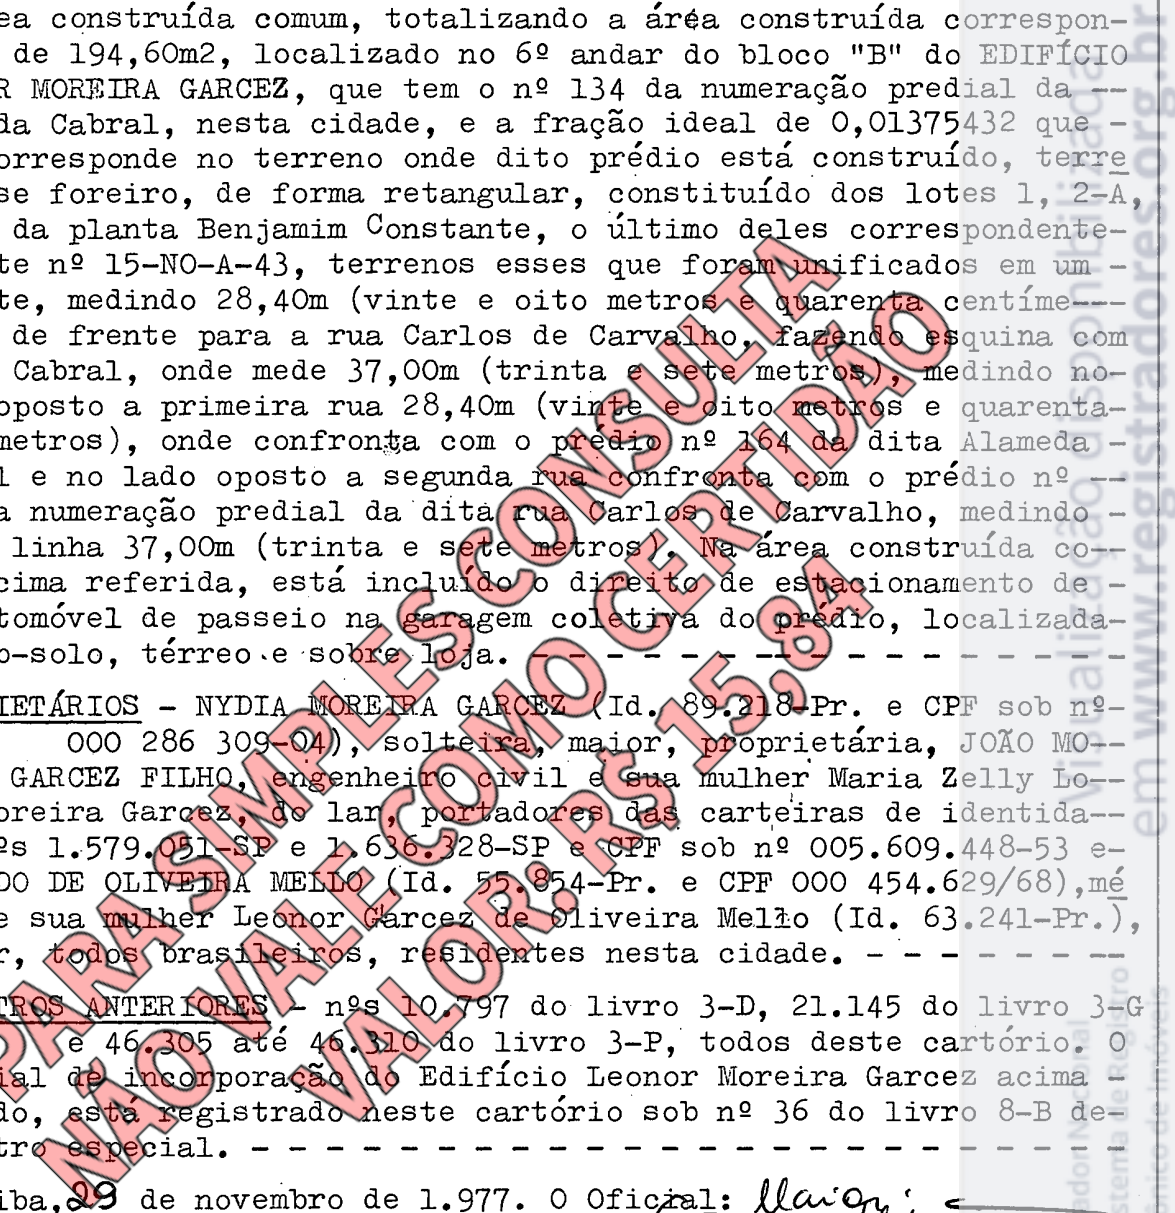 ea construída comum, totalizando a área construída correspon-
de 194,60m2, localizado no 6º andar do bloco "B" do EDIFÍCIO
R MOREIRA GARCEZ, que tem o nº 134 da numeração predial da --
da Cabral, nesta cidade, e a fração ideal de 0,01375432 que -
orresponde no terreno onde dito prédio está construído, terre
se foreiro, de forma retangular, constituído dos lotes 1, 2-A,
da planta Benjamim Constante, o último deles correspondente-
te nº 15-NO-A-43, terrenos esses que foram unificados em um -
te, medindo 28,40m (vinte e oito metros e quarenta centíme---
de frente para a rua Carlos de Carvalho, fazendo esquina com
Cabral, onde mede 37,00m (trinta e sete metros), medindo no-
oposto a primeira rua 28,40m (vinte e oito metros e quarenta-
metros), onde confronta com o prédio nº 164 da dita Alameda -
l e no lado oposto a segunda rua confronta com o prédio nº --
a numeração predial da dita rua Carlos de Carvalho, medindo -
linha 37,00m (trinta e sete metros). Na área construída co--
cima referida, está incluído o direito de estacionamento de -
tomóvel de passeio na garagem coletiva do prédio, localizada-
o-solo, térreo e sobre loja. - - - - - - - - - - - - - - - - -
IETÁRIOS - NYDIA MOREIRA GARCEZ (Id. 89.218-Pr. e CPF sob nº-
000 286 309-04), solteira, maior, proprietária, JOÃO MO--
GARCEZ FILHO, engenheiro civil e sua mulher Maria Zelly Lo--
oreira Garcez, do lar, portadores das carteiras de identida--
ºs 1.579.051-SP e 1.636.328-SP e CPF sob nº 005.609.448-53 e-
DO DE OLIVEIRA MELLO (Id. 55.854-Pr. e CPF 000 454.629/68),mé
e sua mulher Leonor Garcez de Oliveira Mello (Id. 63.241-Pr.),
r, todos brasileiros, residentes nesta cidade. - - - - - - - --
TROS ANTERIORES - nºs 10.797 do livro 3-D, 21.145 do livro 3-G
e 46.305 até 46.310 do livro 3-P, todos deste cartório. O
ial de incorporação do Edifício Leonor Moreira Garcez acima -
do, está registrado neste cartório sob nº 36 do livro 8-B de-
tro especial. - - - - - - - - - - - - - - - - - - - - - - - -
iba, 29 de novembro de 1.977. O Oficial:
PARA SIMPLES CONSULTA
NÃO VALE COMO CERTIDÃO
VALOR: R$ 15,84
visualização disponibilizada
em www.registradores.org.br